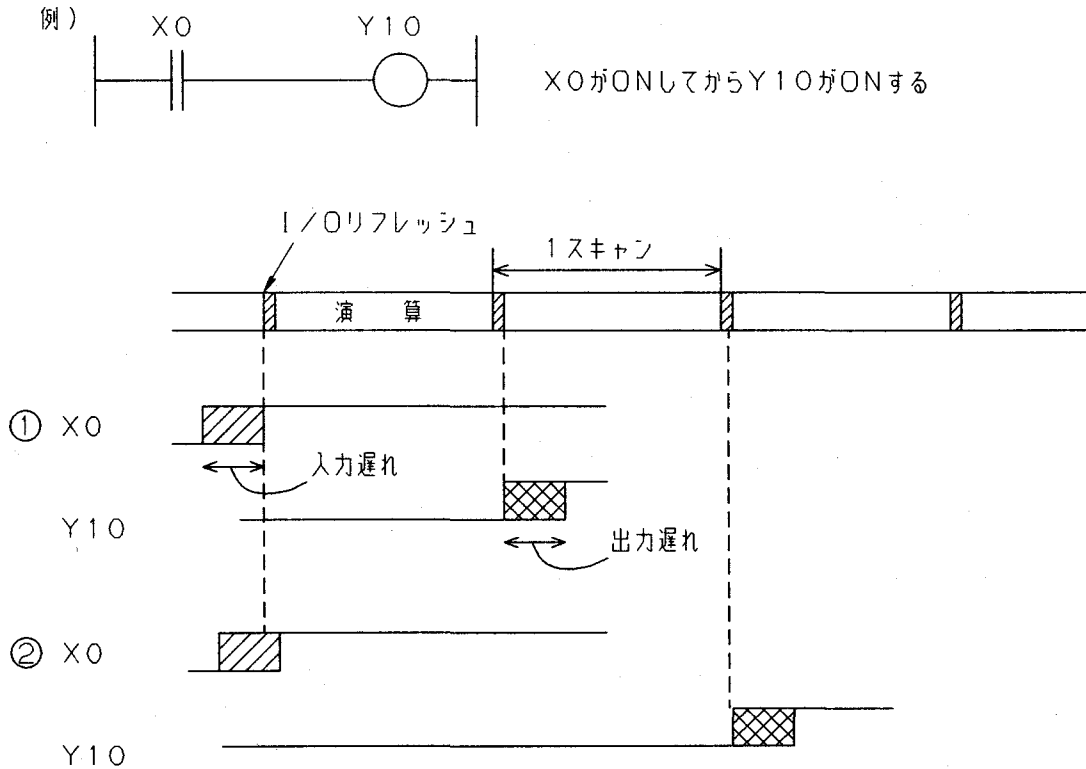 例)
X0 Y10
X0がONしてからY10がONする
I/Oリフレッシュ
1スキャン
演 算
① X0
入力遅れ
Y10
出力遅れ
② X0
Y10